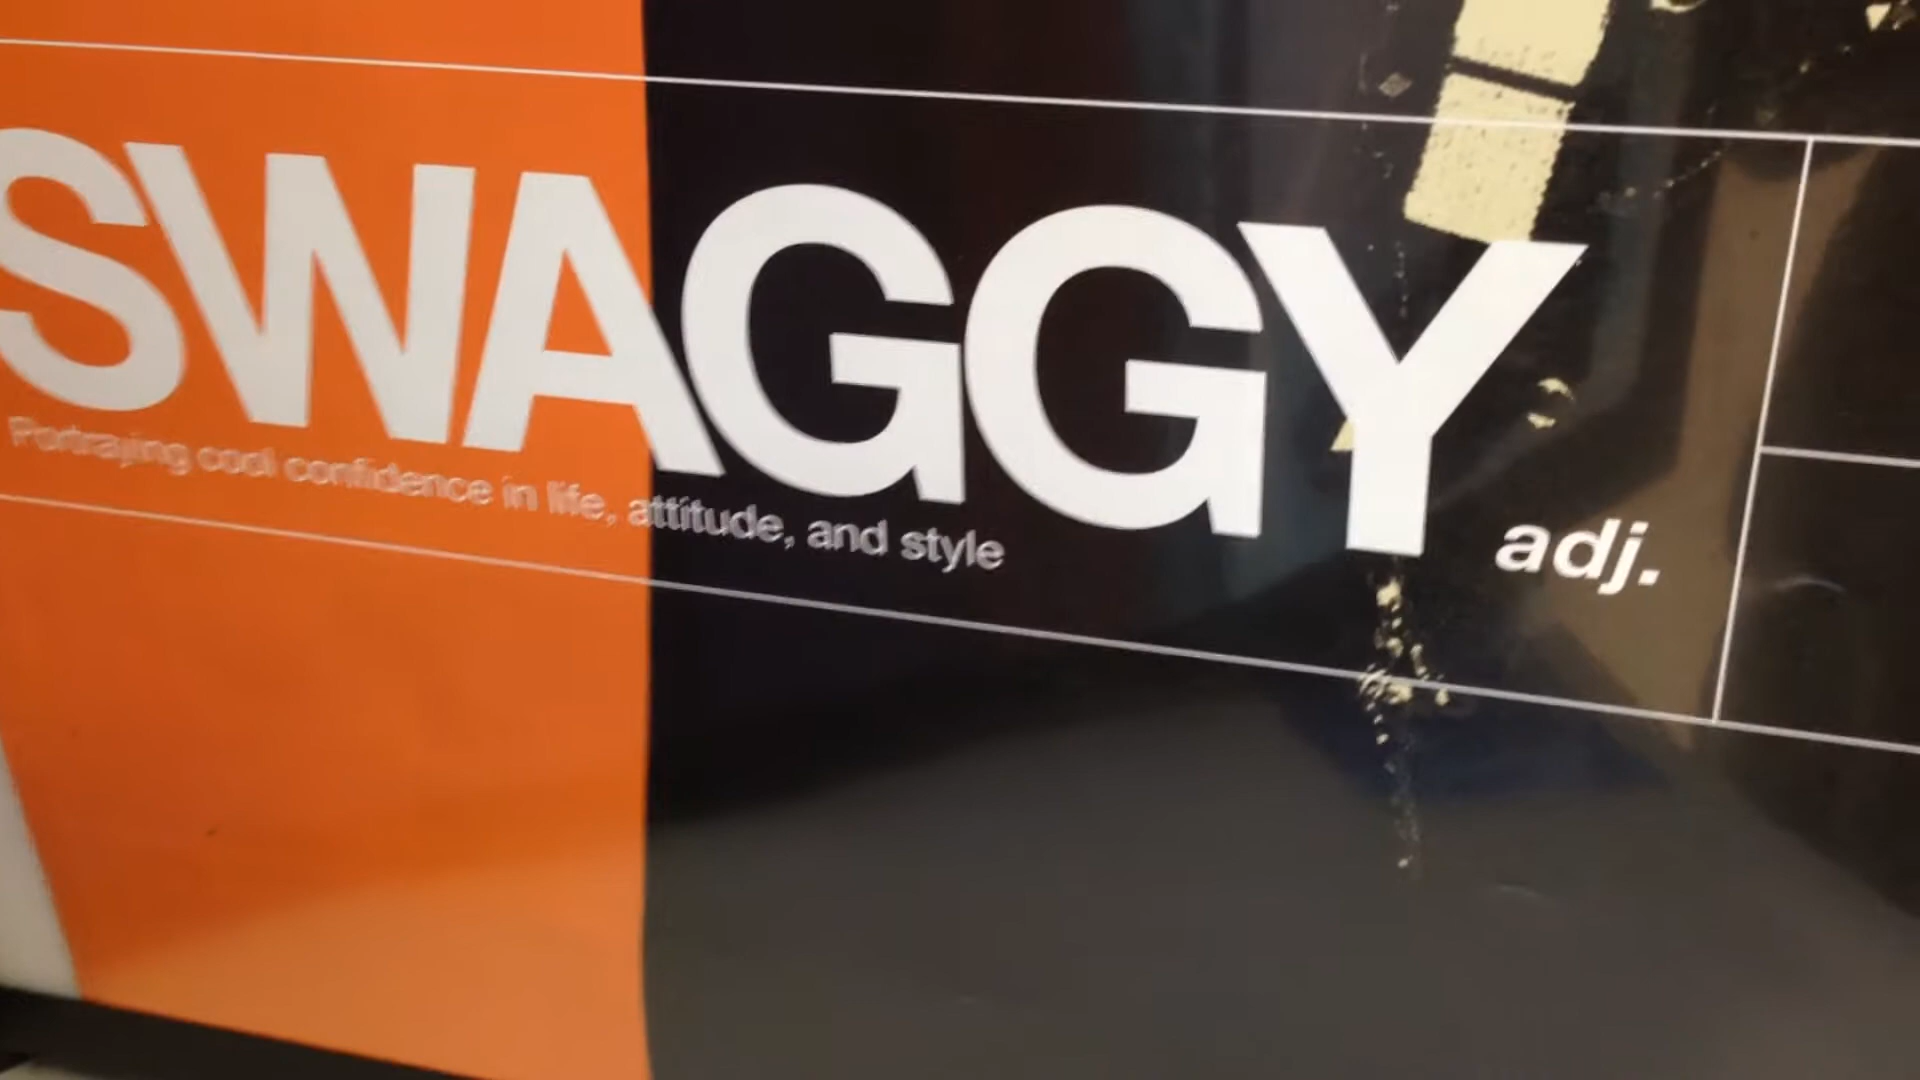 SWAGGY adj.
Portraying cool confidence in life, attitude, and style